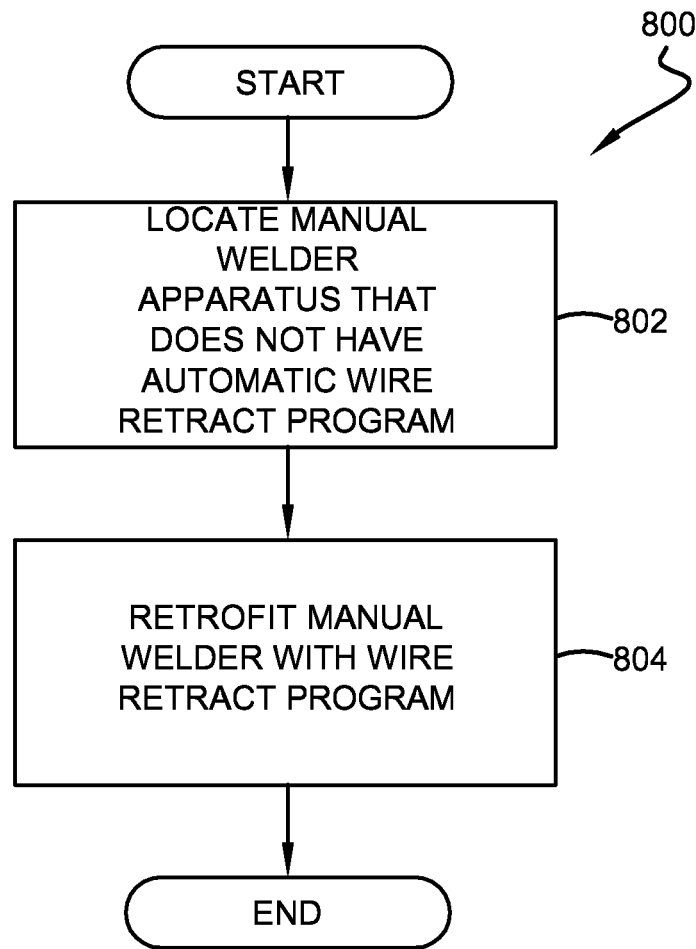 800
START
LOCATE MANUAL
WELDER
APPARATUS THAT
DOES NOT HAVE
AUTOMATIC WIRE
RETRACT PROGRAM
802
RETROFIT MANUAL
WELDER WITH WIRE
RETRACT PROGRAM
804
END